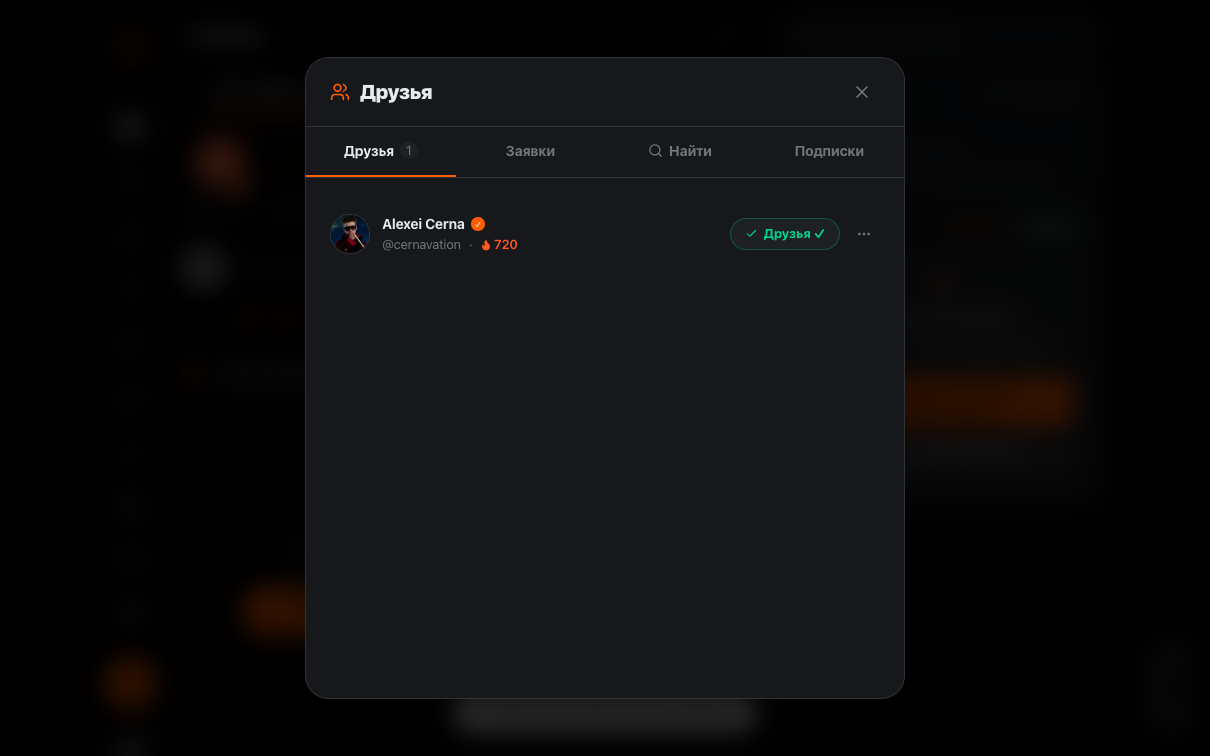 Друзья
Друзья 1
Заявки
Найти
Подписки
Alexei Cerna
@cernavation · 720
Друзья ✓